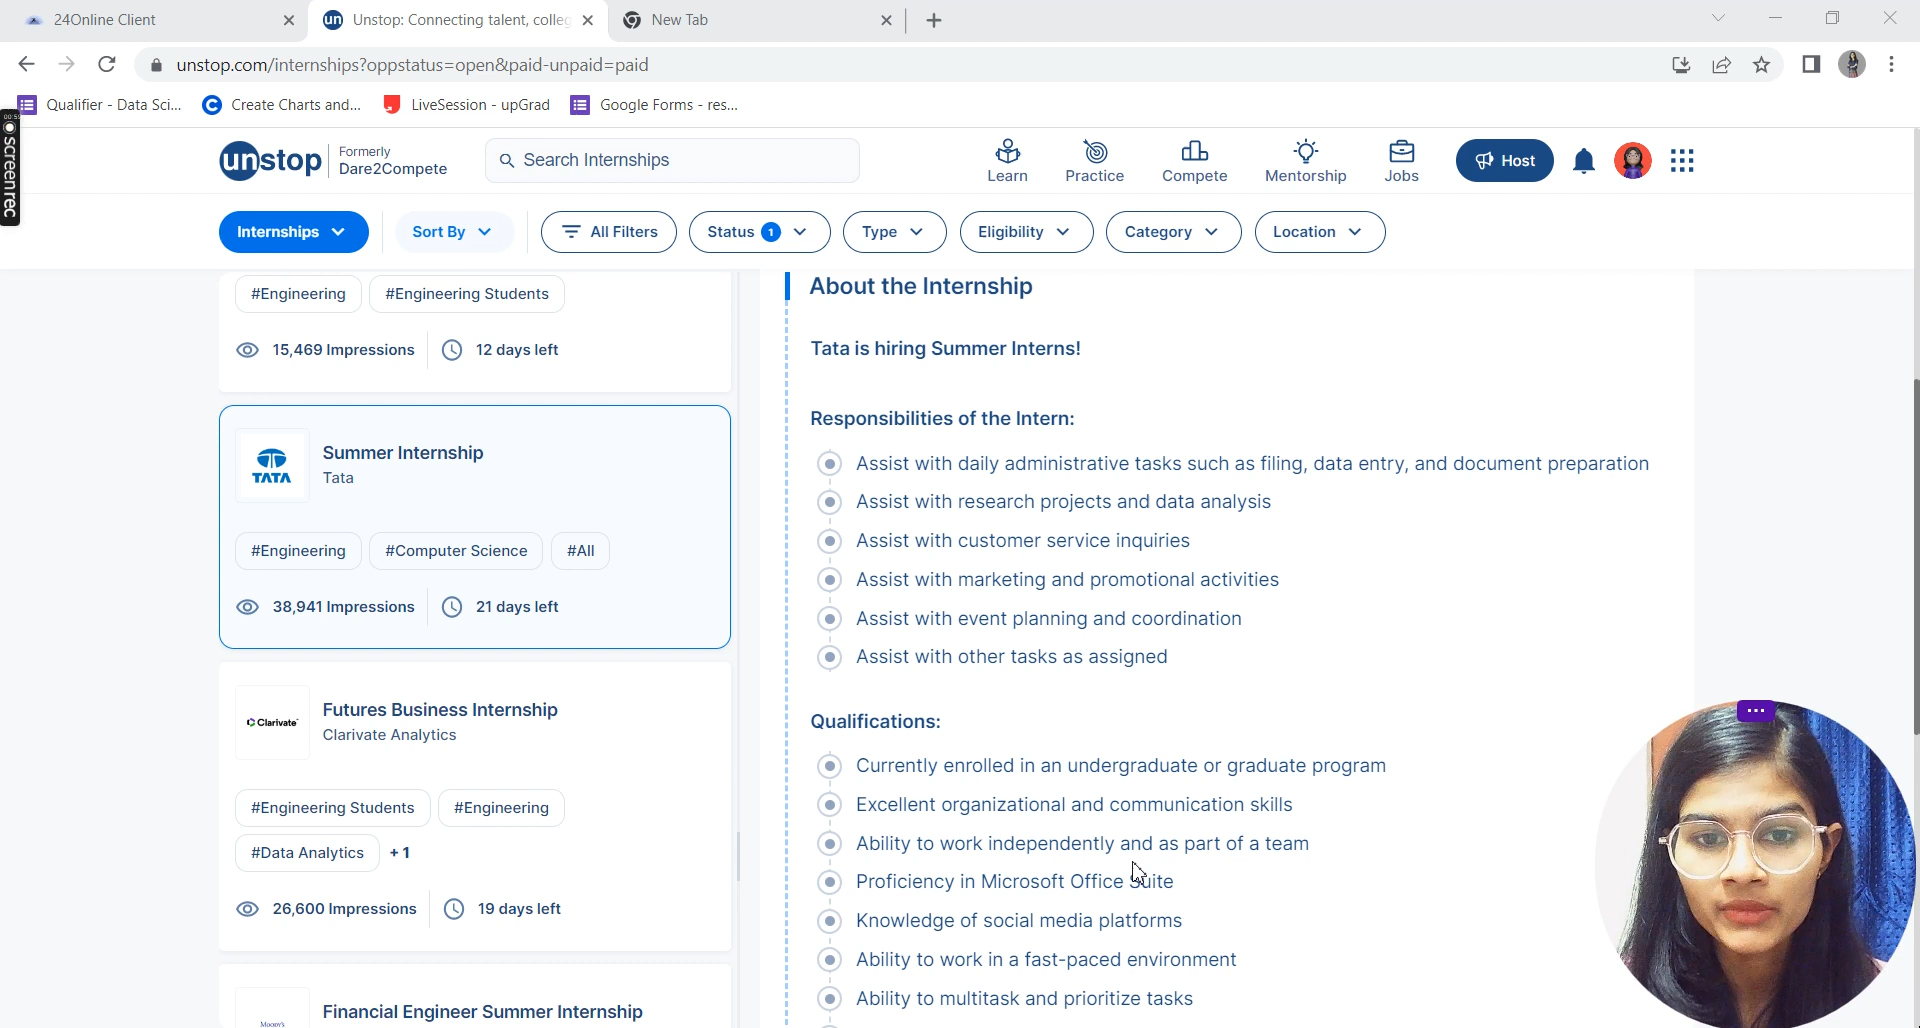 24Online Client
Unstop: Connecting talent, colleg
New Tab
unstop.com/internships?oppstatus=open&paid-unpaid=paid
Qualifier - Data Sci...
Create Charts and...
LiveSession - upGrad
Google Forms - res...
screenrec
unstop
Formerly
Dare2Compete
Search Internships
Learn
Practice
Compete
Mentorship
Jobs
Host
Internships
Sort By
All Filters
Status 1
Type
Eligibility
Category
Location
#Engineering
#Engineering Students
15,469 Impressions
12 days left
TATA
Summer Internship
Tata
#Engineering
#Computer Science
#All
38,941 Impressions
21 days left
Clarivate
Futures Business Internship
Clarivate Analytics
#Engineering Students
#Engineering
#Data Analytics
+1
26,600 Impressions
19 days left
Moody's
Financial Engineer Summer Internship
About the Internship
Tata is hiring Summer Interns!
Responsibilities of the Intern:
Assist with daily administrative tasks such as filing, data entry, and document preparation
Assist with research projects and data analysis
Assist with customer service inquiries
Assist with marketing and promotional activities
Assist with event planning and coordination
Assist with other tasks as assigned
Qualifications:
Currently enrolled in an undergraduate or graduate program
Excellent organizational and communication skills
Ability to work independently and as part of a team
Proficiency in Microsoft Office Suite
Knowledge of social media platforms
Ability to work in a fast-paced environment
Ability to multitask and prioritize tasks